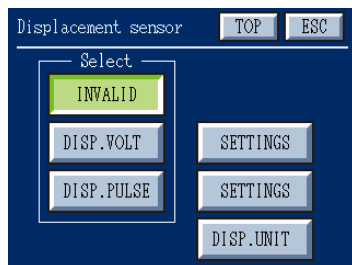 Displacement sensor TOP ESC
Select
INVALID
DISP.VOLT SETTINGS
DISP.PULSE SETTINGS
DISP.UNIT